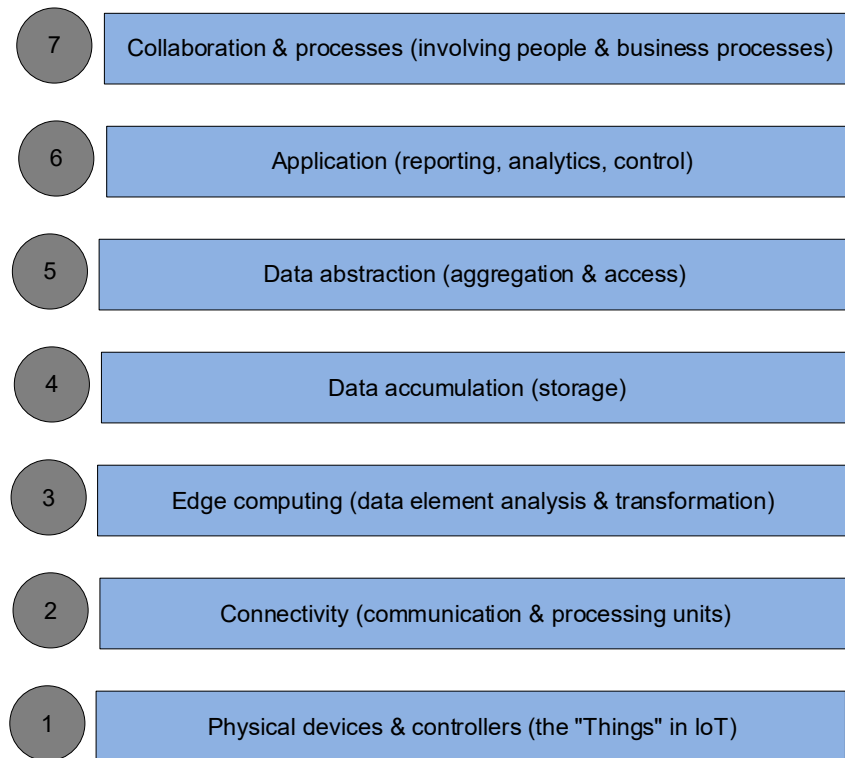 7
Collaboration & processes (involving people & business processes)
6
Application (reporting, analytics, control)
5
Data abstraction (aggregation & access)
4
Data accumulation (storage)
3
Edge computing (data element analysis & transformation)
2
Connectivity (communication & processing units)
1
Physical devices & controllers (the "Things" in IoT)